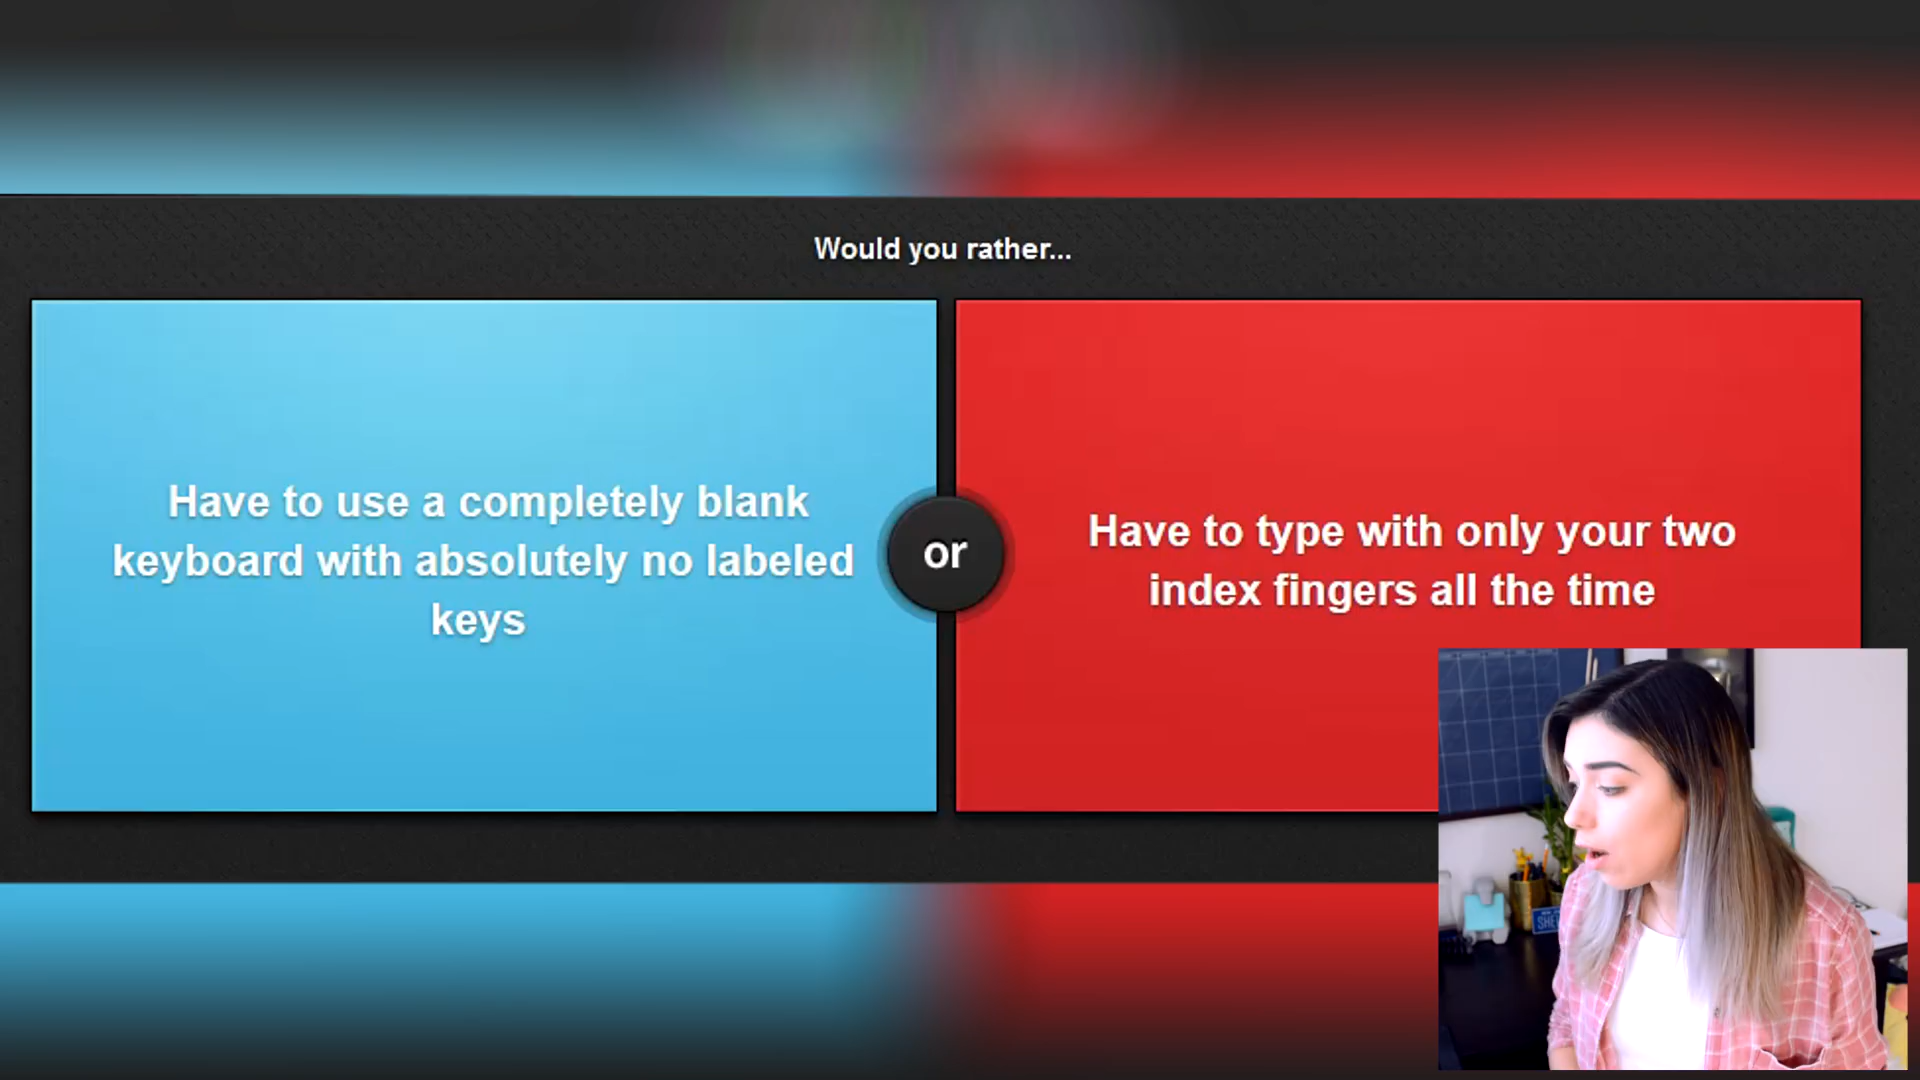 Would you rather...
Have to use a completely blank
keyboard with absolutely no labeled
keys
or
Have to type with only your two
index fingers all the time